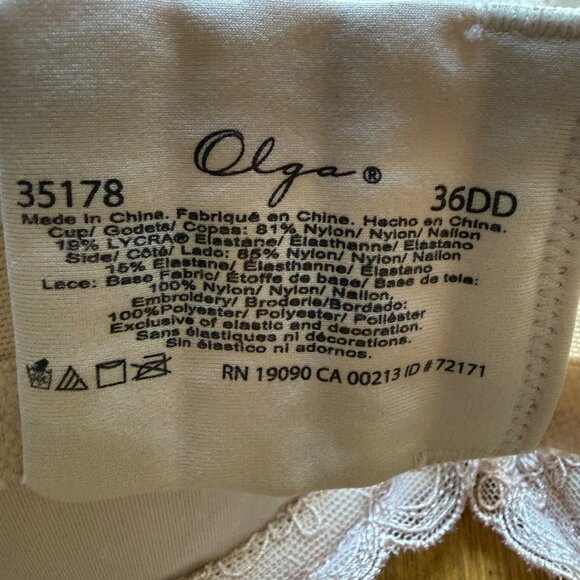 Olga®
35178 36DD
Made in China. Fabriqué en Chine. Hecho en China.
Cup/ Godets/ Copas: 81% Nylon/ Nylon/ Nailon
19% LYCRA® Elastane/ Élasthanne/ Elastano
Side/ Côté/ Lado: 85% Nylon/ Nylon/ Nailon
15% Elastane/ Élasthanne/ Elastano
Lace: Base Fabric/ Étoffe de base/ Base de tela:
100% Nylon/ Nylon/ Nailon.
Embroidery/ Broderie/Bordado:
100%Polyester/ Polyester/ Poliéster
Exclusive of elastic and decoration.
Sans élastiques ni décorations.
Sin elástico ni adornos.
RN 19090 CA 00213 ID # 72171